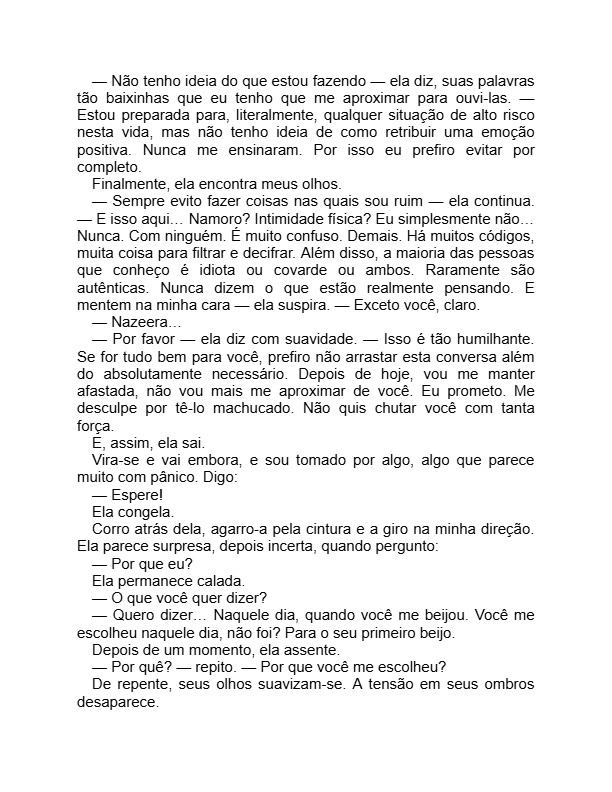 — Não tenho ideia do que estou fazendo — ela diz, suas palavras
tão baixinhas que eu tenho que me aproximar para ouvi-las. —
Estou preparada para, literalmente, qualquer situação de alto risco
nesta vida, mas não tenho ideia de como retribuir uma emoção
positiva. Nunca me ensinaram. Por isso eu prefiro evitar por
completo.
Finalmente, ela encontra meus olhos.
— Sempre evito fazer coisas nas quais sou ruim — ela continua.
— E isso aqui… Namoro? Intimidade física? Eu simplesmente não…
Nunca. Com ninguém. É muito confuso. Demais. Há muitos códigos,
muita coisa para filtrar e decifrar. Além disso, a maioria das pessoas
que conheço é idiota ou covarde ou ambos. Raramente são
autênticas. Nunca dizem o que estão realmente pensando. E
mentem na minha cara — ela suspira. — Exceto você, claro.
— Nazeera…
— Por favor — ela diz com suavidade. — Isso é tão humilhante.
Se for tudo bem para você, prefiro não arrastar esta conversa além
do absolutamente necessário. Depois de hoje, vou me manter
afastada, não vou mais me aproximar de você. Eu prometo. Me
desculpe por tê-lo machucado. Não quis chutar você com tanta
força.
E, assim, ela sai.
Vira-se e vai embora, e sou tomado por algo, algo que parece
muito com pânico. Digo:
— Espere!
Ela congela.
Corro atrás dela, agarro-a pela cintura e a giro na minha direção.
Ela parece surpresa, depois incerta, quando pergunto:
— Por que eu?
Ela permanece calada.
— O que você quer dizer?
— Quero dizer… Naquele dia, quando você me beijou. Você me
escolheu naquele dia, não foi? Para o seu primeiro beijo.
Depois de um momento, ela assente.
— Por quê? — repito. — Por que você me escolheu?
De repente, seus olhos suavizam-se. A tensão em seus ombros
desaparece.